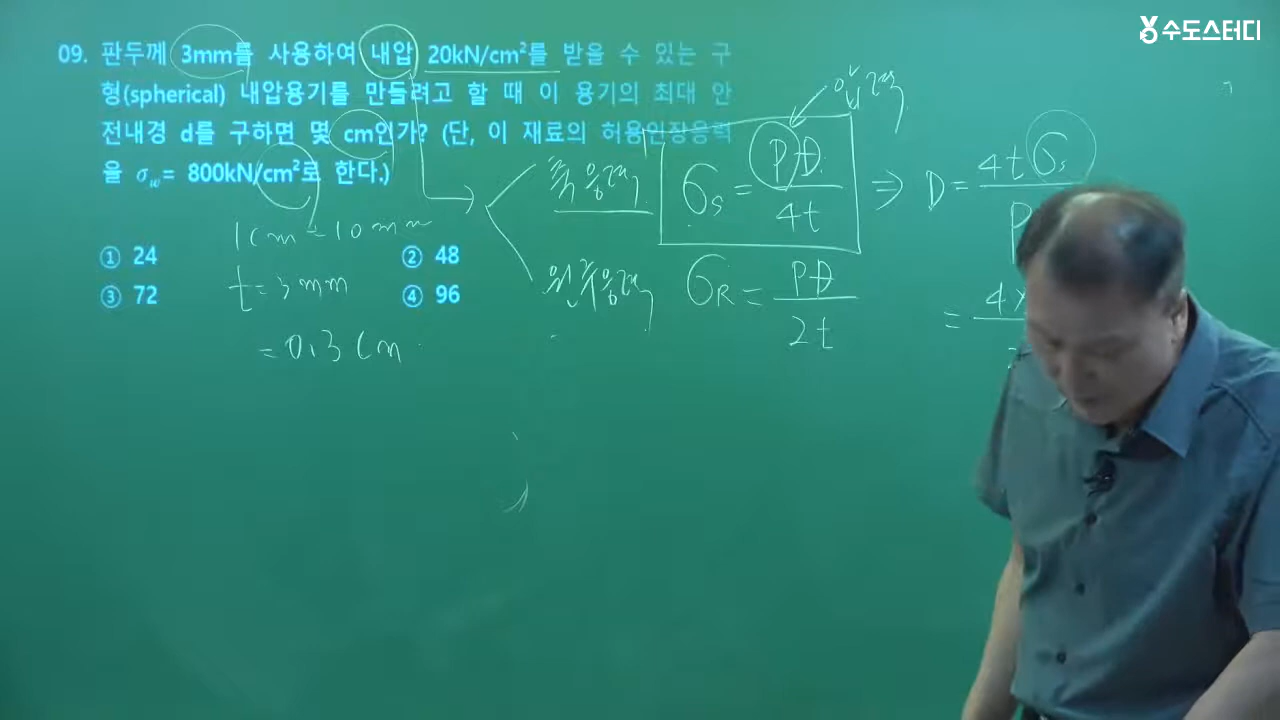 수도스터디
09. 판두께 3mm를 사용하여 내압 20kN/cm²를 받을 수 있는 구
형(spherical) 내압용기를 만들려고 할 때 이 용기의 최대 안
전내경 d를 구하면 몇 cm인가? (단, 이 재료의 허용인장응력
을 σw= 800kN/cm²로 한다.)
① 24 ② 48
③ 72 ④ 96
1cm = 10mm
t = 3mm
= 0.3cm
축응력
σs = PD / 4t
⇒ D = 4tσs / P
원주응력
σR = PD / 2t
= 4×